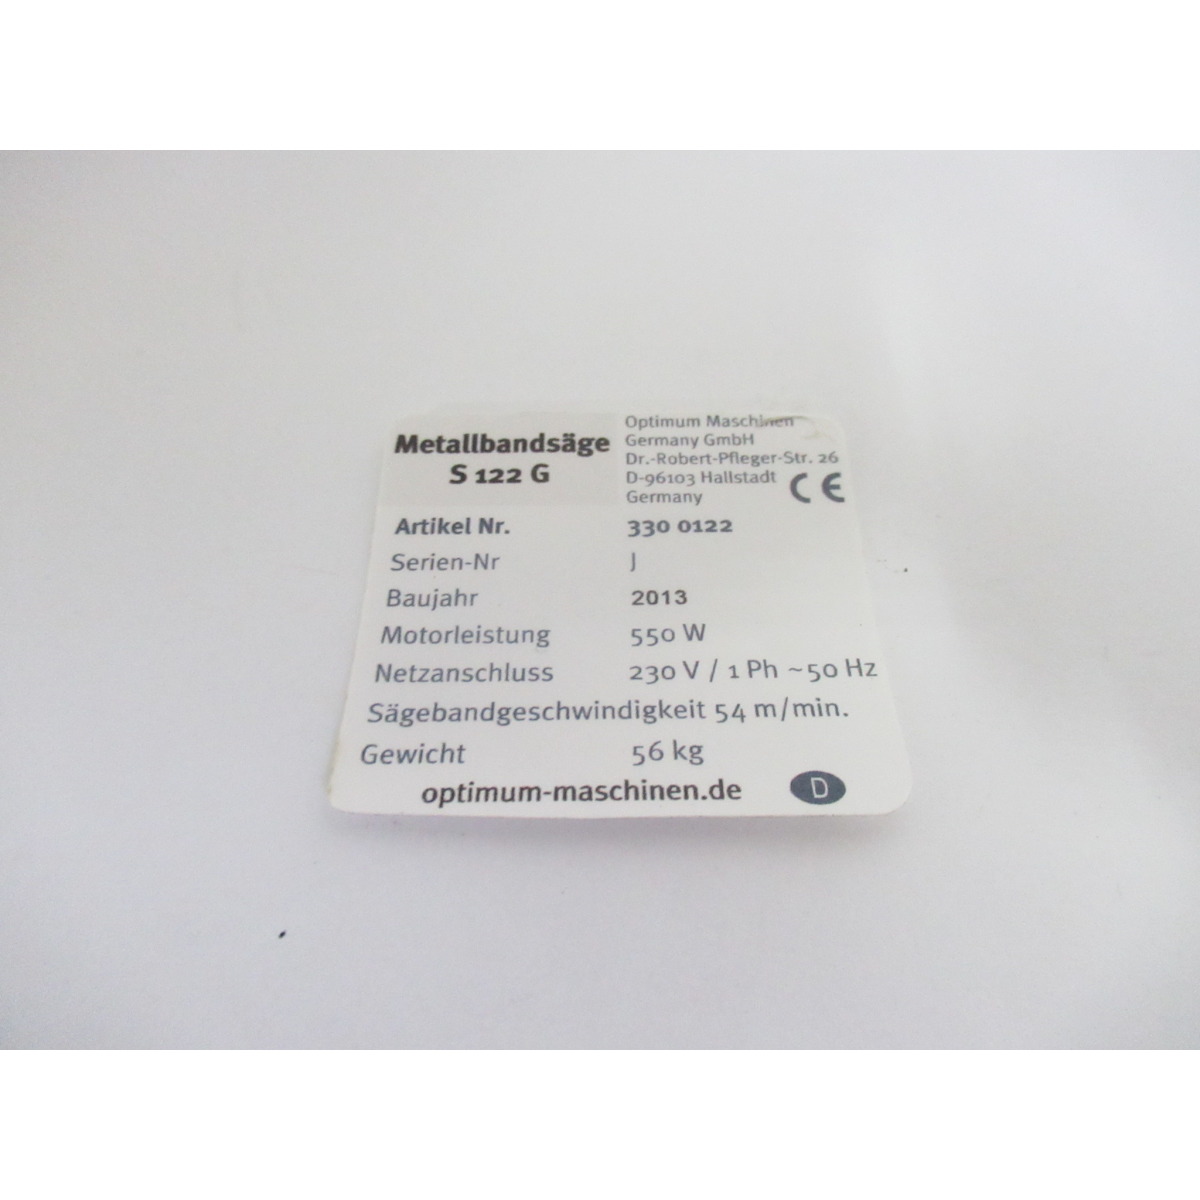 Metallbandsäge
S 122 G
Optimum Maschinen
Germany GmbH
Dr.-Robert-Pfleger-Str. 26
D-96103 Hallstadt
Germany
CE
Artikel Nr. 330 0122
Serien-Nr J
Baujahr 2013
Motorleistung 550 W
Netzanschluss 230 V / 1 Ph ~50 Hz
Sägebandgeschwindigkeit 54 m/min.
Gewicht 56 kg
optimum-maschinen.de D